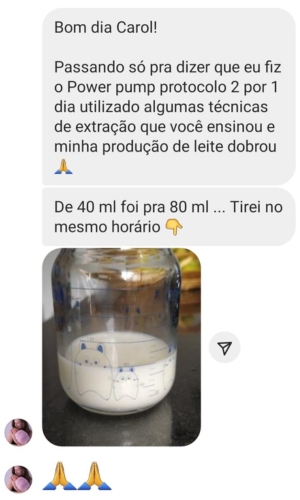 Bom dia Carol!
Passando só pra dizer que eu fiz
o Power pump protocolo 2 por 1
dia utilizado algumas técnicas
de extração que você ensinou e
minha produção de leite dobrou
🙏
De 40 ml foi pra 80 ml ... Tirei no
mesmo horário 👇
🙏🙏